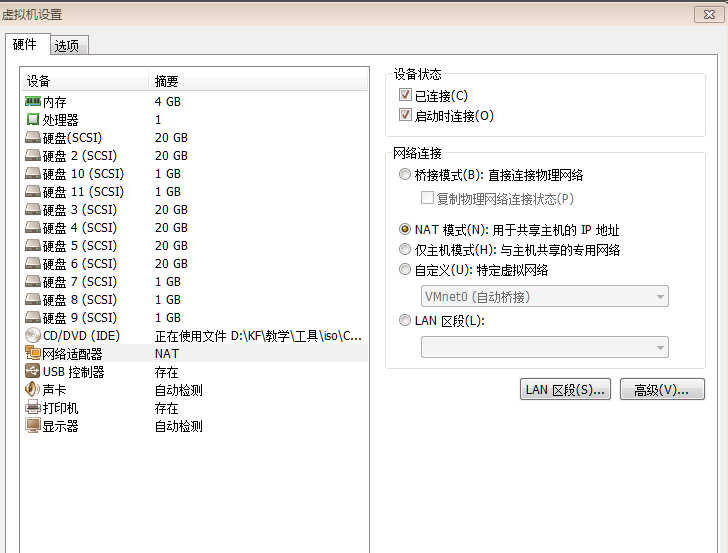 虚拟机设置
硬件 选项
设备 摘要
内存 4 GB
处理器 1
硬盘(SCSI) 20 GB
硬盘 2 (SCSI) 20 GB
硬盘 10 (SCSI) 1 GB
硬盘 11 (SCSI) 1 GB
硬盘 3 (SCSI) 20 GB
硬盘 4 (SCSI) 20 GB
硬盘 5 (SCSI) 20 GB
硬盘 6 (SCSI) 20 GB
硬盘 7 (SCSI) 1 GB
硬盘 8 (SCSI) 1 GB
硬盘 9 (SCSI) 1 GB
CD/DVD (IDE) 正在使用文件 D:\KF\教学\工具\iso\C...
网络适配器 NAT
USB 控制器 存在
声卡 自动检测
打印机 存在
显示器 自动检测
设备状态
已连接(C)
启动时连接(O)
网络连接
桥接模式(B): 直接连接物理网络
复制物理网络连接状态(P)
NAT 模式(N): 用于共享主机的 IP 地址
仅主机模式(H): 与主机共享的专用网络
自定义(U): 特定虚拟网络
VMnet0 (自动桥接)
LAN 区段(L):
LAN 区段(S)... 高级(V)...